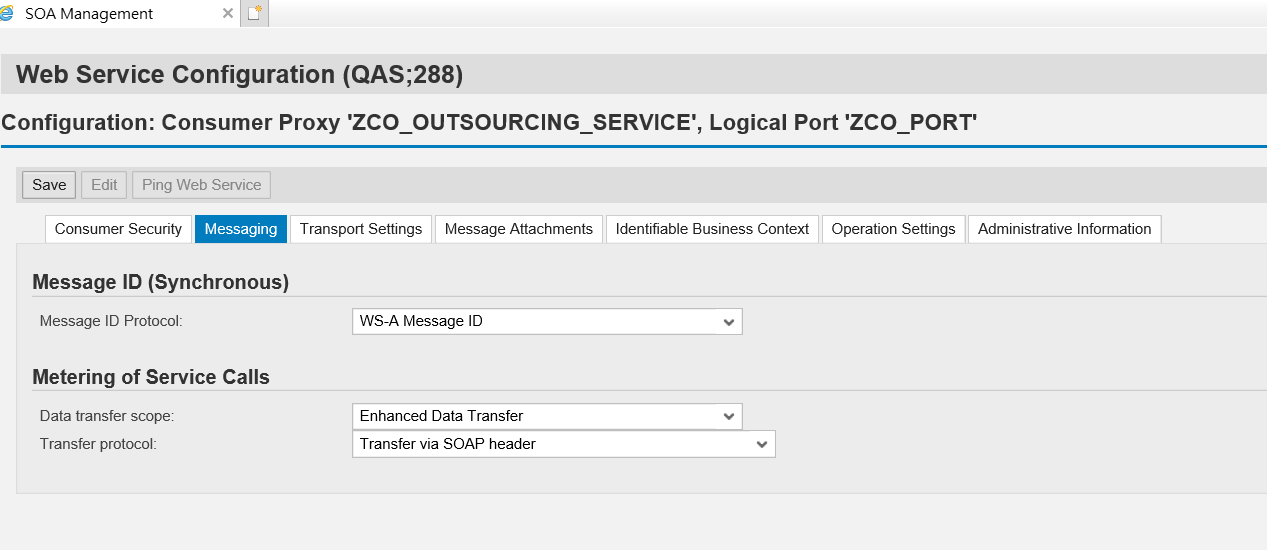 SOA Management
Web Service Configuration (QAS;288)
Configuration: Consumer Proxy 'ZCO_OUTSOURCING_SERVICE', Logical Port 'ZCO_PORT'
Save Edit Ping Web Service
Consumer Security Messaging Transport Settings Message Attachments Identifiable Business Context Operation Settings Administrative Information
Message ID (Synchronous)
Message ID Protocol: WS-A Message ID
Metering of Service Calls
Data transfer scope: Enhanced Data Transfer
Transfer protocol: Transfer via SOAP header